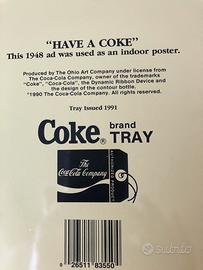 "HAVE A COKE"
This 1948 ad was used as an indoor poster.
Produced by The Ohio Art Company under license from
The Coca-Cola Company, owner of the trademarks
"Coke", "Coca-Cola", the Dynamic Ribbon Device and
the design of the contour bottle.
©1990 The Coca-Cola Company. All rights reserved.
Tray Issued 1991
Coke® brand
TRAY
The
Coca-Cola Company
0 26511 83550
subito